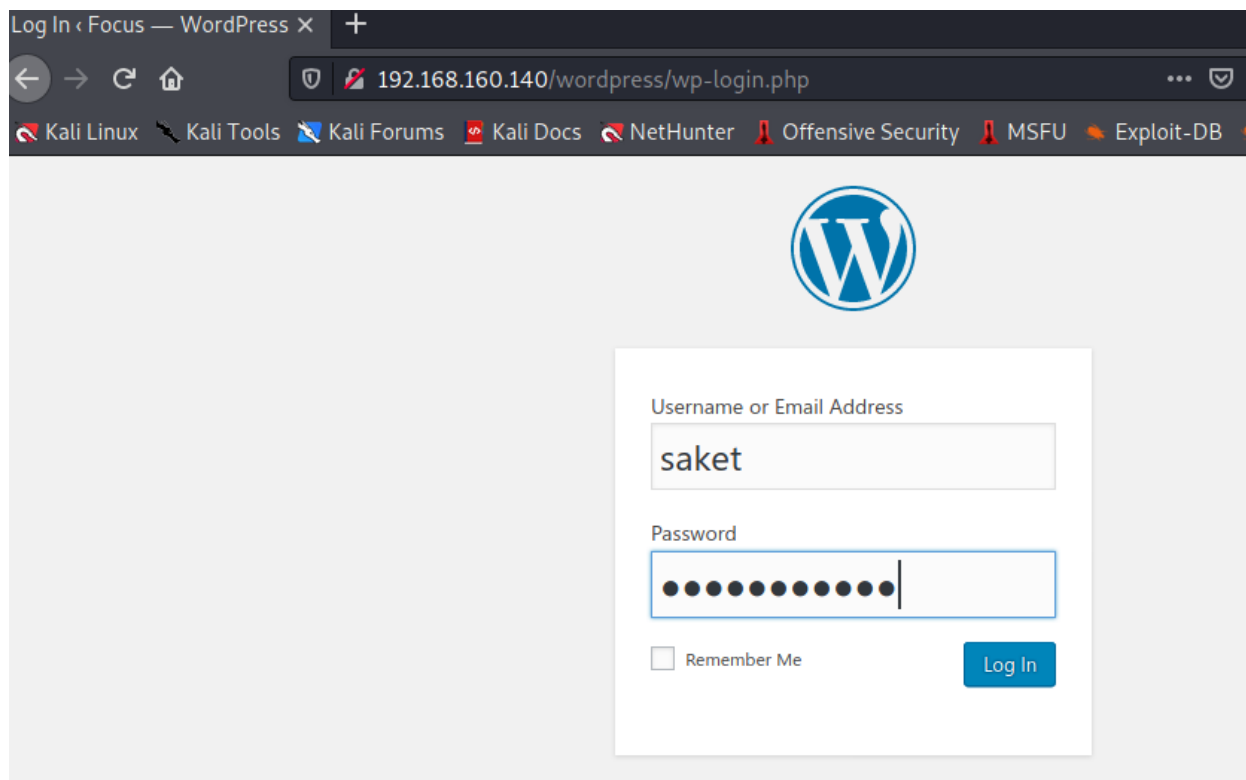 Log In ‹ Focus — WordPress
192.168.160.140/wordpress/wp-login.php
Kali Linux Kali Tools Kali Forums Kali Docs NetHunter Offensive Security MSFU Exploit-DB
Username or Email Address
saket
Password
●●●●●●●●●●●
Remember Me
Log In